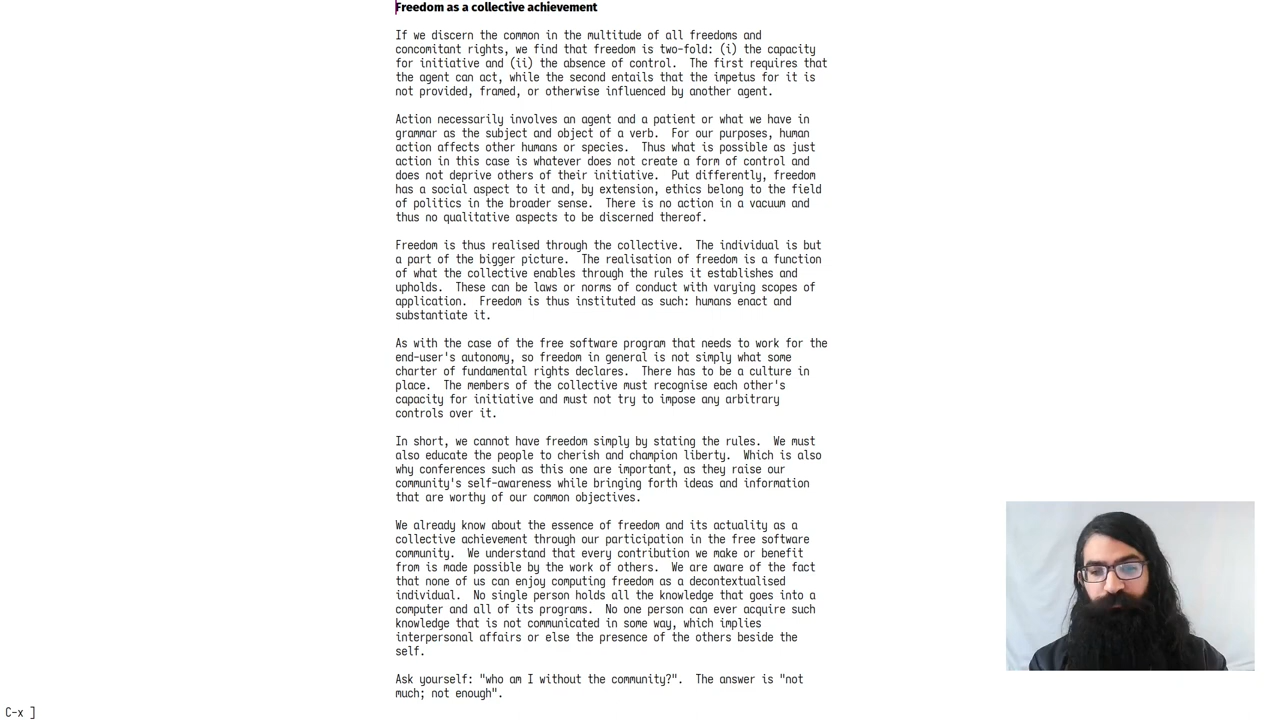 Freedom as a collective achievement
If we discern the common in the multitude of all freedoms and
concomitant rights, we find that freedom is two-fold: (i) the capacity
for initiative and (ii) the absence of control.  The first requires that
the agent can act, while the second entails that the impetus for it is
not provided, framed, or otherwise influenced by another agent.
Action necessarily involves an agent and a patient or what we have in
grammar as the subject and object of a verb.  For our purposes, human
action affects other humans or species.  Thus what is possible as just
action in this case is whatever does not create a form of control and
does not deprive others of their initiative.  Put differently, freedom
has a social aspect to it and, by extension, ethics belong to the field
of politics in the broader sense.  There is no action in a vacuum and
thus no qualitative aspects to be discerned thereof.
Freedom is thus realised through the collective.  The individual is but
a part of the bigger picture.  The realisation of freedom is a function
of what the collective enables through the rules it establishes and
upholds.  These can be laws or norms of conduct with varying scopes of
application.  Freedom is thus instituted as such: humans enact and
substantiate it.
As with the case of the free software program that needs to work for the
end-user's autonomy, so freedom in general is not simply what some
charter of fundamental rights declares.  There has to be a culture in
place.  The members of the collective must recognise each other's
capacity for initiative and must not try to impose any arbitrary
controls over it.
In short, we cannot have freedom simply by stating the rules.  We must
also educate the people to cherish and champion liberty.  Which is also
why conferences such as this one are important, as they raise our
community's self-awareness while bringing forth ideas and information
that are worthy of our common objectives.
We already know about the essence of freedom and its actuality as a
collective achievement through our participation in the free software
community.  We understand that every contribution we make or benefit
from is made possible by the work of others.  We are aware of the fact
that none of us can enjoy computing freedom as a decontextualised
individual.  No single person holds all the knowledge that goes into a
computer and all of its programs.  No one person can ever acquire such
knowledge that is not communicated in some way, which implies
interpersonal affairs or else the presence of the others beside the
self.
Ask yourself: "who am I without the community?".  The answer is "not
much; not enough".
C-x ]